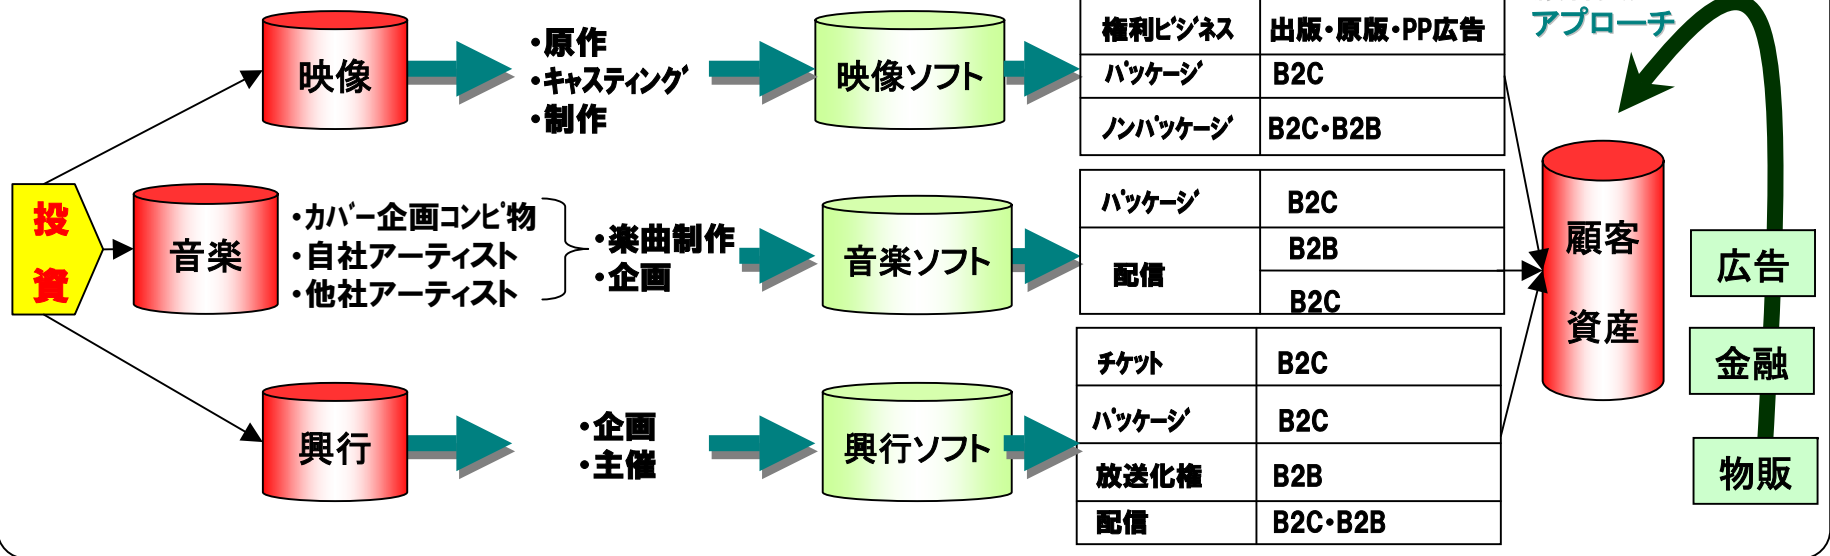 アプローチ
権利ビジネス 出版・原版・PP広告
映像
・原作
・キャスティング
・制作
映像ソフト
パッケージ B2C
ノンパッケージ B2C・B2B
投
資
音楽
・カバー企画コンピ物
・自社アーティスト
・他社アーティスト
・楽曲制作
・企画
音楽ソフト
パッケージ B2C
配信
B2B
B2C
顧客
資産
広告
金融
物販
興行
・企画
・主催
興行ソフト
チケット B2C
パッケージ B2C
放送化権 B2B
配信 B2C・B2B